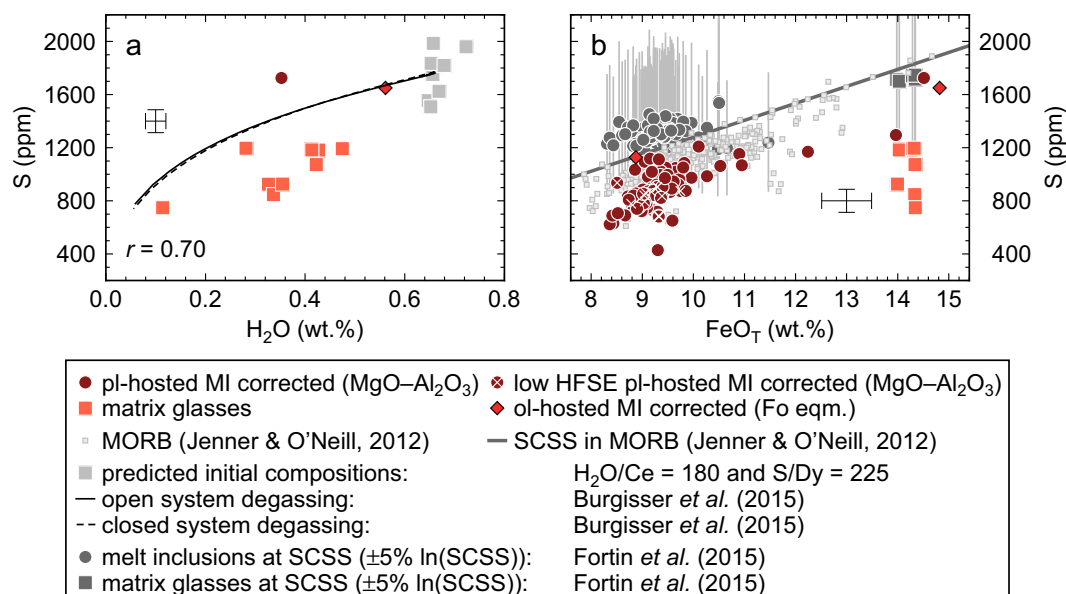 a
b
2000
1600
1200
800
400
S (ppm)
r = 0.70
0.0 0.2 0.4 0.6 0.8
H₂O (wt.%)
2000
1600
1200
800
400
S (ppm)
8 9 10 11 12 13 14 15
FeO_T (wt.%)
pl-hosted MI corrected (MgO–Al₂O₃) low HFSE pl-hosted MI corrected (MgO–Al₂O₃)
matrix glasses ol-hosted MI corrected (Fo eqm.)
MORB (Jenner & O'Neill, 2012) SCSS in MORB (Jenner & O'Neill, 2012)
predicted initial compositions: H₂O/Ce = 180 and S/Dy = 225
open system degassing: Burgisser et al. (2015)
closed system degassing: Burgisser et al. (2015)
melt inclusions at SCSS (±5% ln(SCSS)): Fortin et al. (2015)
matrix glasses at SCSS (±5% ln(SCSS)): Fortin et al. (2015)